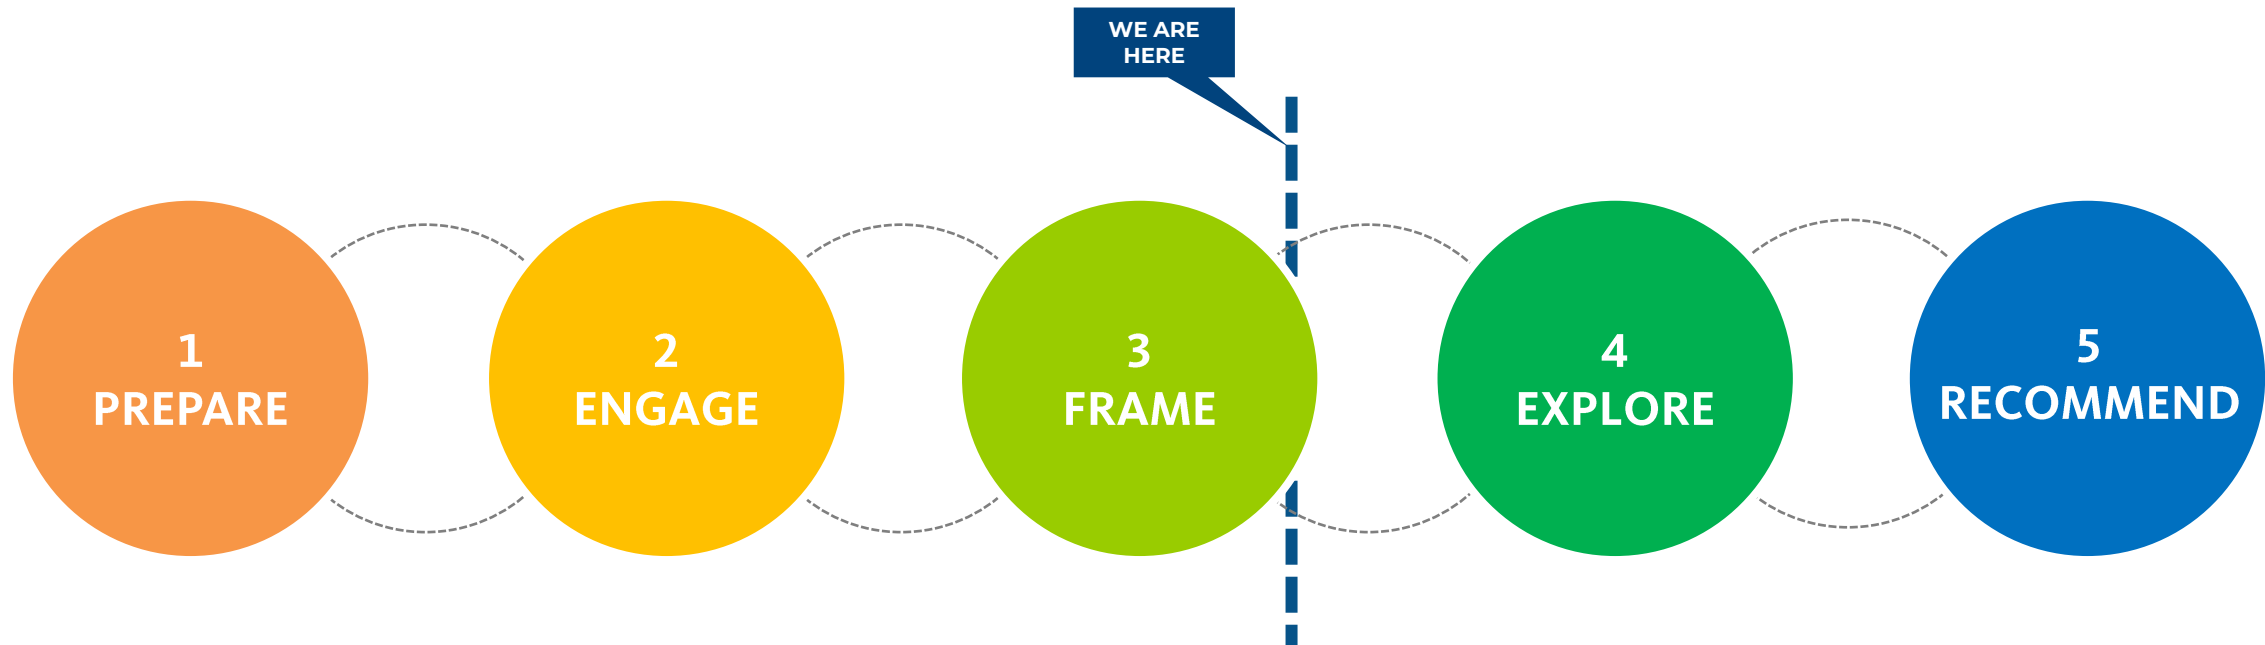 WE ARE
HERE
1
PREPARE
2
ENGAGE
3
FRAME
4
EXPLORE
5
RECOMMEND